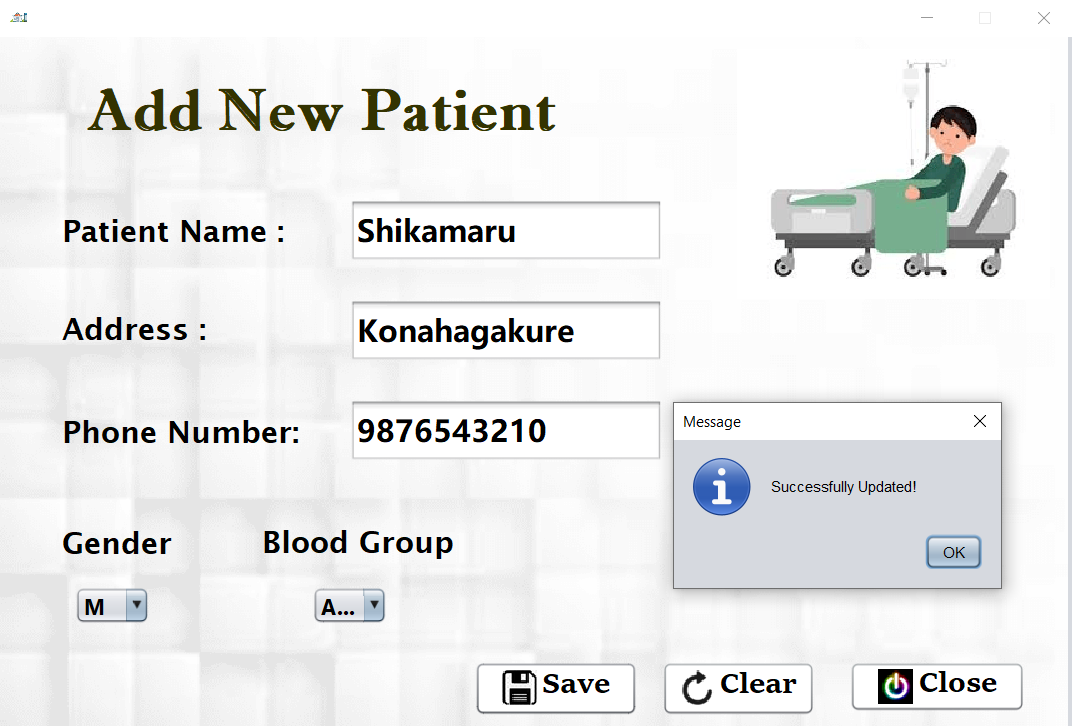 Add New Patient
Patient Name : Shikamaru
Address : Konahagakure
Phone Number: 9876543210
Message
Successfully Updated!
OK
Gender Blood Group
M A...
Save Clear Close